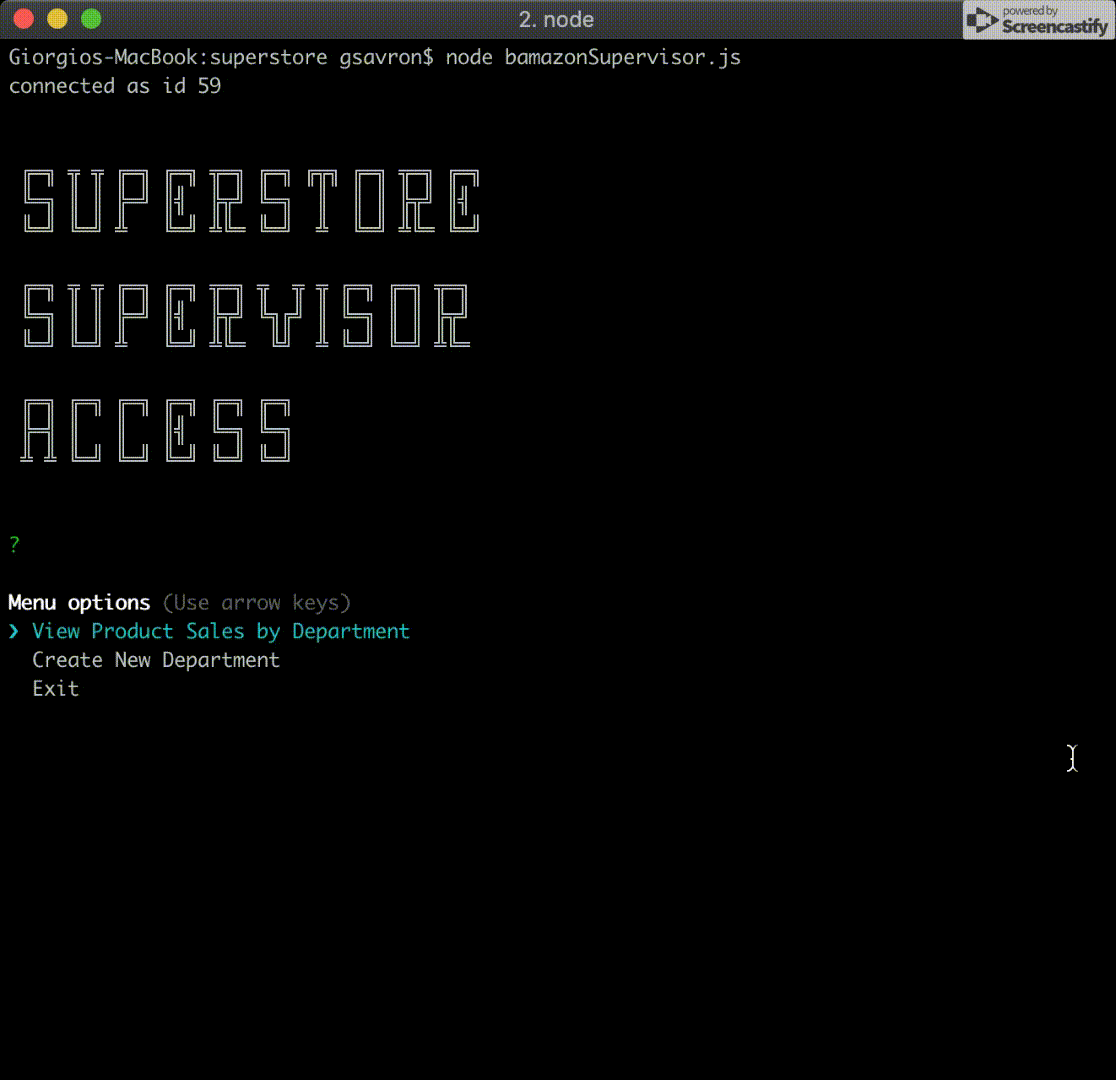 2. node
powered by
Screencastify
Giorgios-MacBook:superstore gsavron$ node bamazonSupervisor.js
connected as id 59
SUPERSTORE
SUPERVISOR
ACCESS
?
Menu options (Use arrow keys)
❯ View Product Sales by Department
Create New Department
Exit